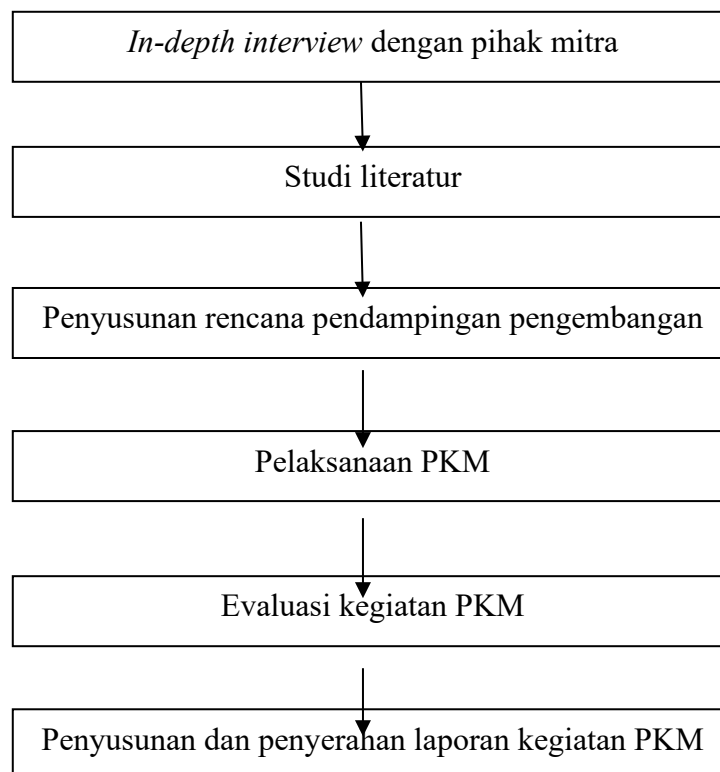 In-depth interview dengan pihak mitra
Studi literatur
Penyusunan rencana pendampingan pengembangan
Pelaksanaan PKM
Evaluasi kegiatan PKM
Penyusunan dan penyerahan laporan kegiatan PKM